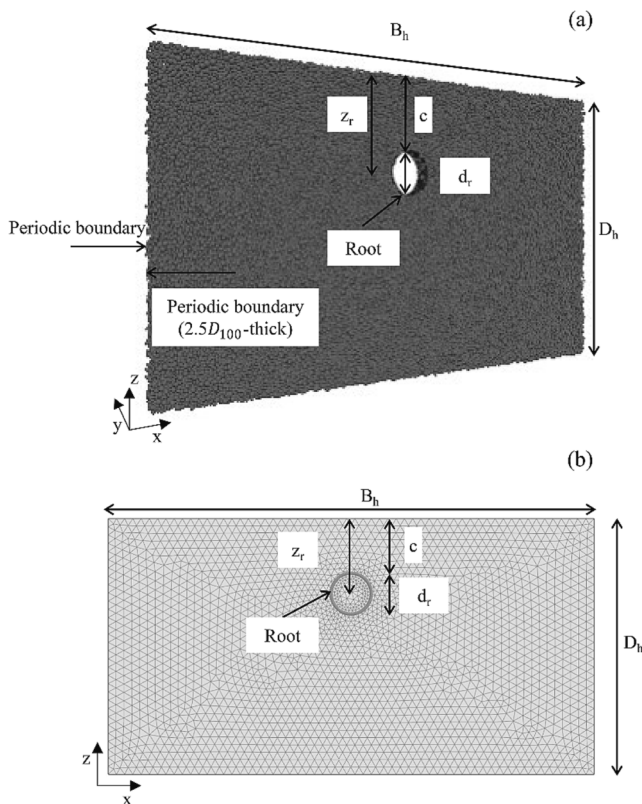 (a)
Bₕ
zᵣ
c
dᵣ
Dₕ
Periodic boundary
Root
Periodic boundary
(2.5D₁₀₀-thick)
z
y
x
(b)
Bₕ
zᵣ
c
dᵣ
Root
Dₕ
z
x